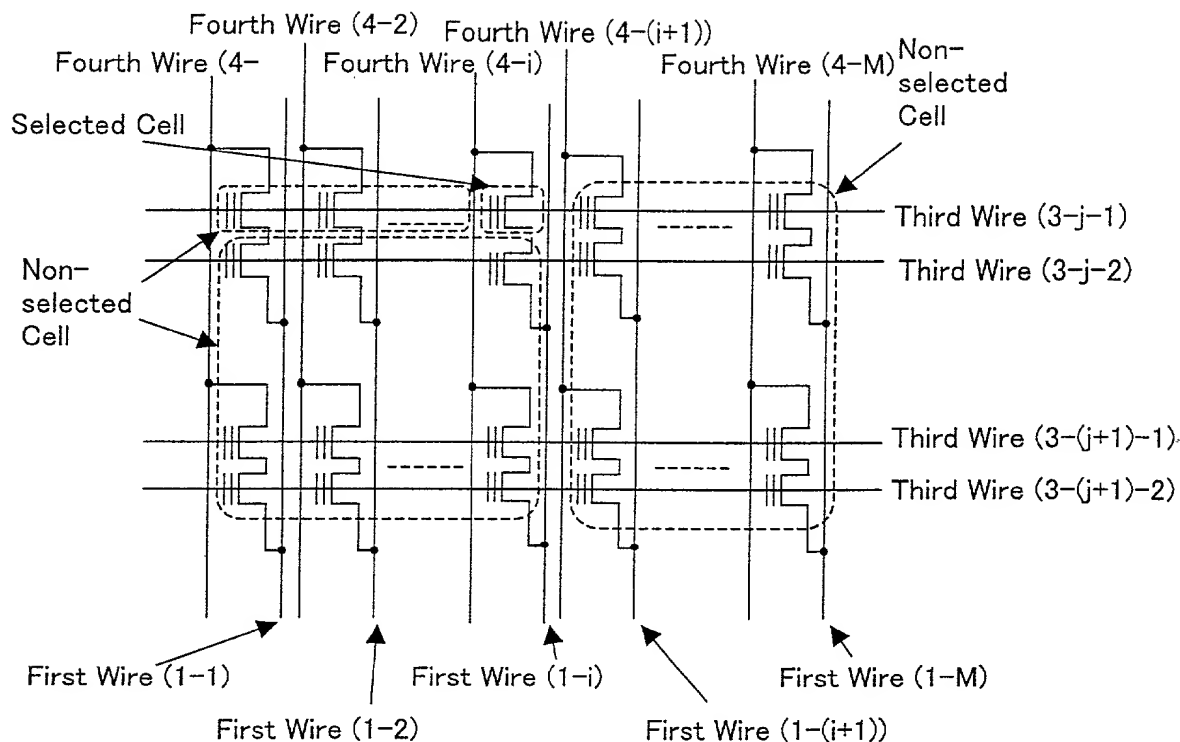 Fourth Wire (4-2)
Fourth Wire (4-(i+1))
Fourth Wire (4-
Fourth Wire (4-i)
Fourth Wire (4-M)
Non-
selected
Cell
Selected Cell
Third Wire (3-j-1)
Third Wire (3-j-2)
Non-
selected
Cell
Third Wire (3-(j+1)-1)
Third Wire (3-(j+1)-2)
First Wire (1-1)
First Wire (1-i)
First Wire (1-M)
First Wire (1-2)
First Wire (1-(i+1))